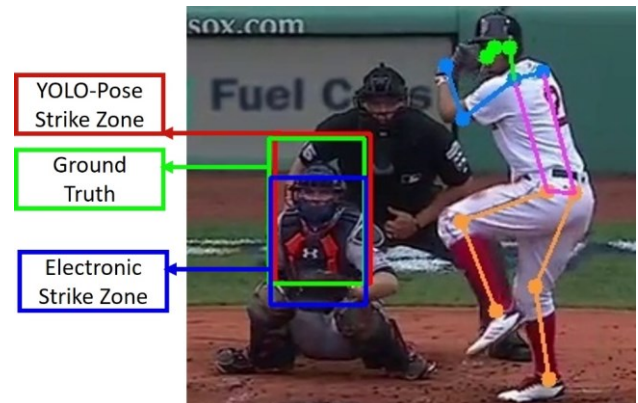 sox.com
YOLO-Pose
Strike Zone
Fuel C
Ground
Truth
Electronic
Strike Zone